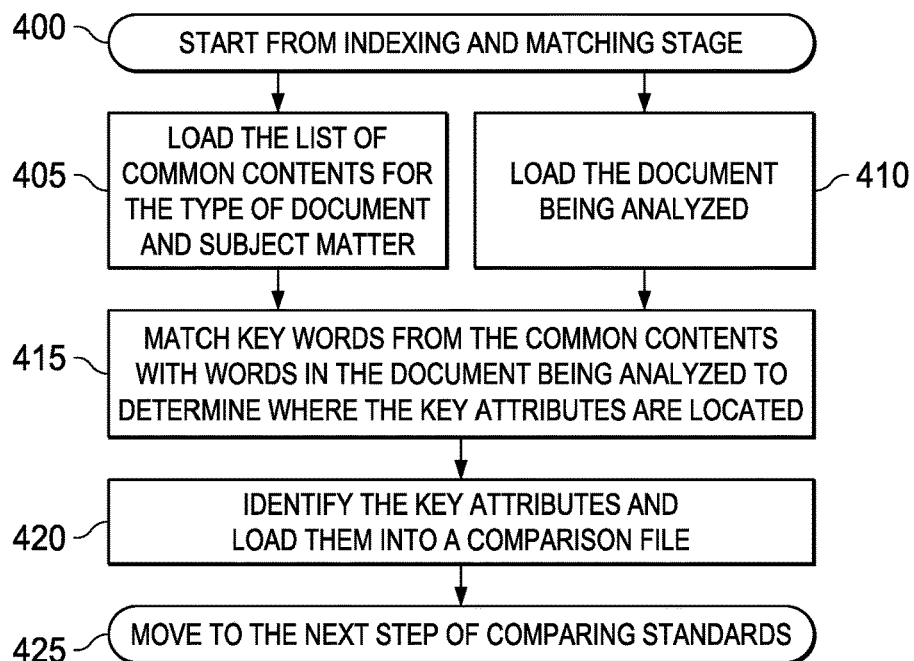 400
START FROM INDEXING AND MATCHING STAGE
405
LOAD THE LIST OF
COMMON CONTENTS FOR
THE TYPE OF DOCUMENT
AND SUBJECT MATTER
LOAD THE DOCUMENT
BEING ANALYZED
410
415
MATCH KEY WORDS FROM THE COMMON CONTENTS
WITH WORDS IN THE DOCUMENT BEING ANALYZED TO
DETERMINE WHERE THE KEY ATTRIBUTES ARE LOCATED
420
IDENTIFY THE KEY ATTRIBUTES AND
LOAD THEM INTO A COMPARISON FILE
425
MOVE TO THE NEXT STEP OF COMPARING STANDARDS